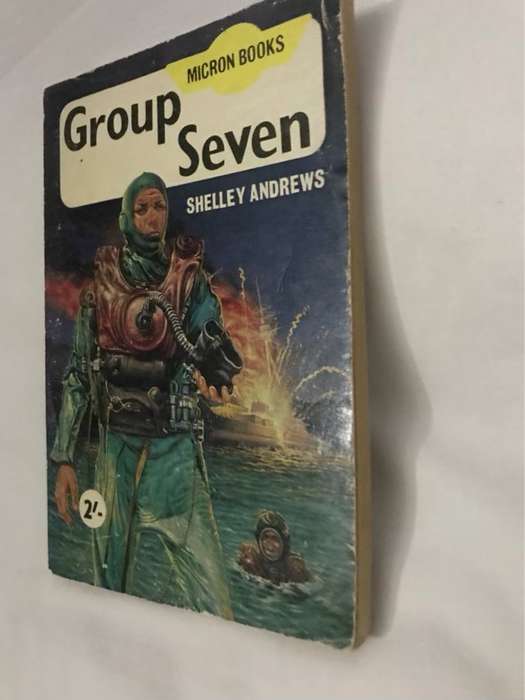 MICRON BOOKS
Group
Seven
SHELLEY ANDREWS
2/-